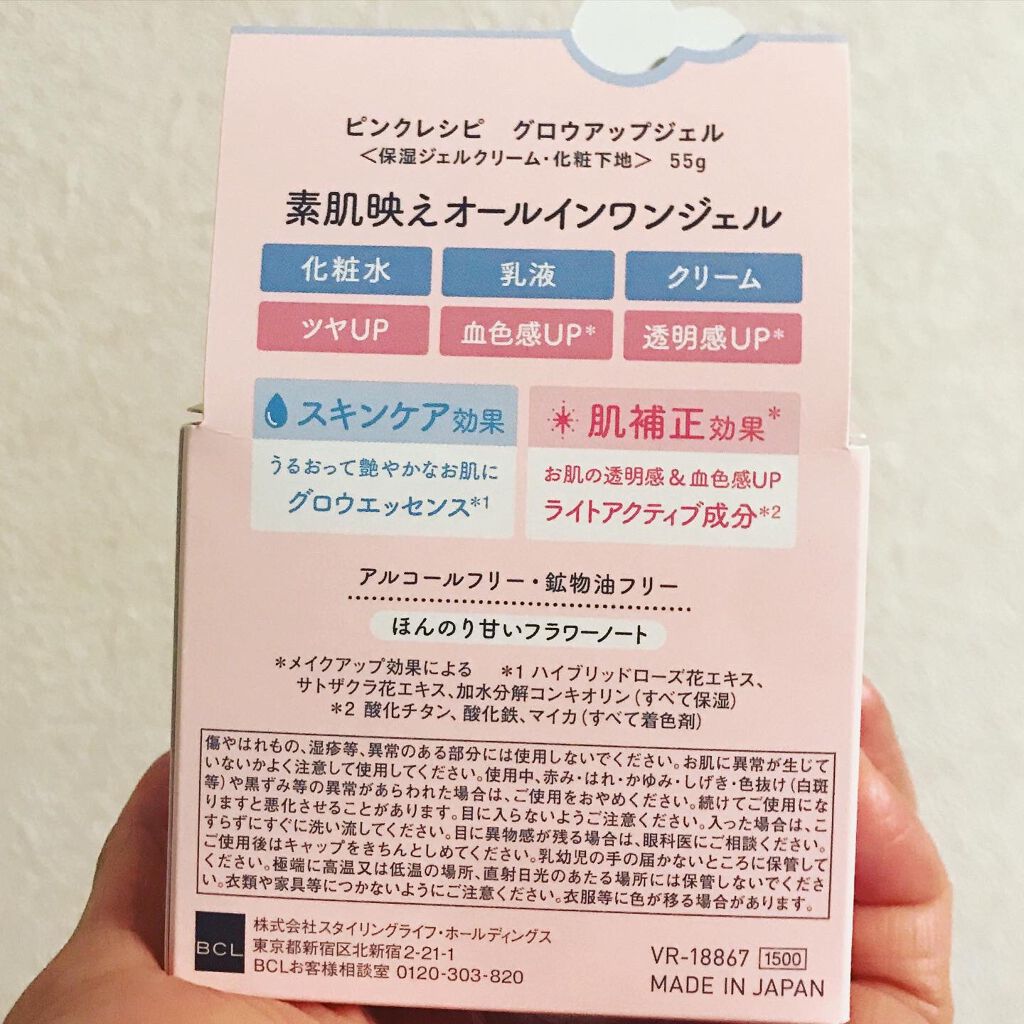 ピンクレシピ　グロウアップジェル
＜保湿ジェルクリーム・化粧下地＞ 55g
素肌映えオールインワンジェル
化粧水 乳液 クリーム
ツヤUP 血色感UP* 透明感UP*
スキンケア効果
うるおって艶やかなお肌に
グロウエッセンス*1
肌補正効果*
お肌の透明感＆血色感UP
ライトアクティブ成分*2
アルコールフリー・鉱物油フリー
ほんのり甘いフラワーノート
*メイクアップ効果による　*1 ハイブリッドローズ花エキス、
サトザクラ花エキス、加水分解コンキオリン(すべて保湿)
*2 酸化チタン、酸化鉄、マイカ(すべて着色剤)
傷やはれもの、湿疹等、異常のある部分には使用しないでください。お肌に異常が生じて
いないかよく注意して使用してください。使用中、赤み・はれ・かゆみ・しげき・色抜け(白斑
等)や黒ずみ等の異常があらわれた場合は、ご使用をおやめください。続けてご使用にな
りますと悪化させることがあります。目に入らないようご注意ください。入った場合は、こ
すらずにすぐに洗い流してください。目に異物感が残る場合は、眼科医にご相談ください。
ご使用後はキャップをきちんとしめてください。乳幼児の手の届かないところに保管して
ください。極端に高温又は低温の場所、直射日光のあたる場所には保管しないでくださ
い。衣類や家具等につかないようにご注意ください。衣服等に色が移る場合があります。
BCL
株式会社スタイリングライフ・ホールディングス
東京都新宿区北新宿2-21-1
BCLお客様相談室 0120-303-820
VR-18867 1500
MADE IN JAPAN